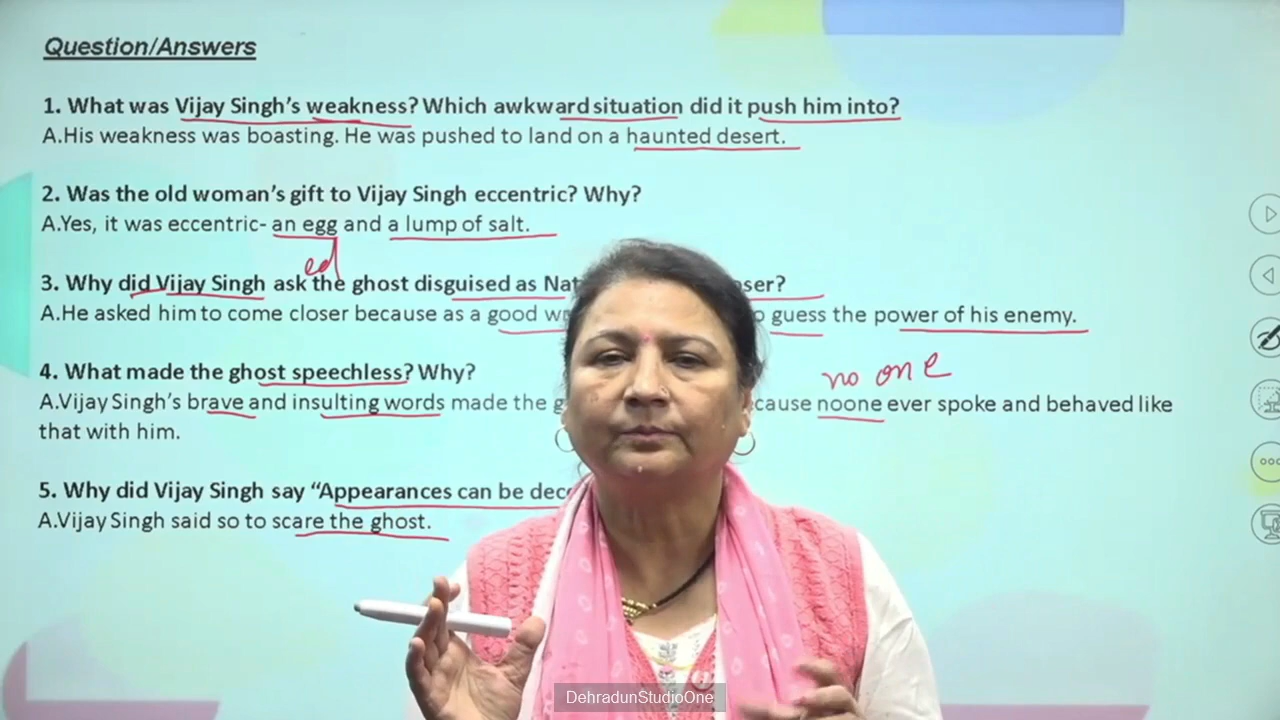 Question/Answers
1. What was Vijay Singh's weakness? Which awkward situation did it push him into?
A.His weakness was boasting. He was pushed to land on a haunted desert.
2. Was the old woman's gift to Vijay Singh eccentric? Why?
A.Yes, it was eccentric- an egg and a lump of salt.
ed
3. Why did Vijay Singh ask the ghost disguised as
A.He asked him to come closer because as a good guess the power of his enemy.
no one
4. What made the ghost speechless? Why?
A.Vijay Singh's brave and insulting words made the noone ever spoke and behaved like
that with him.
5. Why did Vijay Singh say “Appearances can be
A.Vijay Singh said so to scare the ghost.
DehradunStudioOne